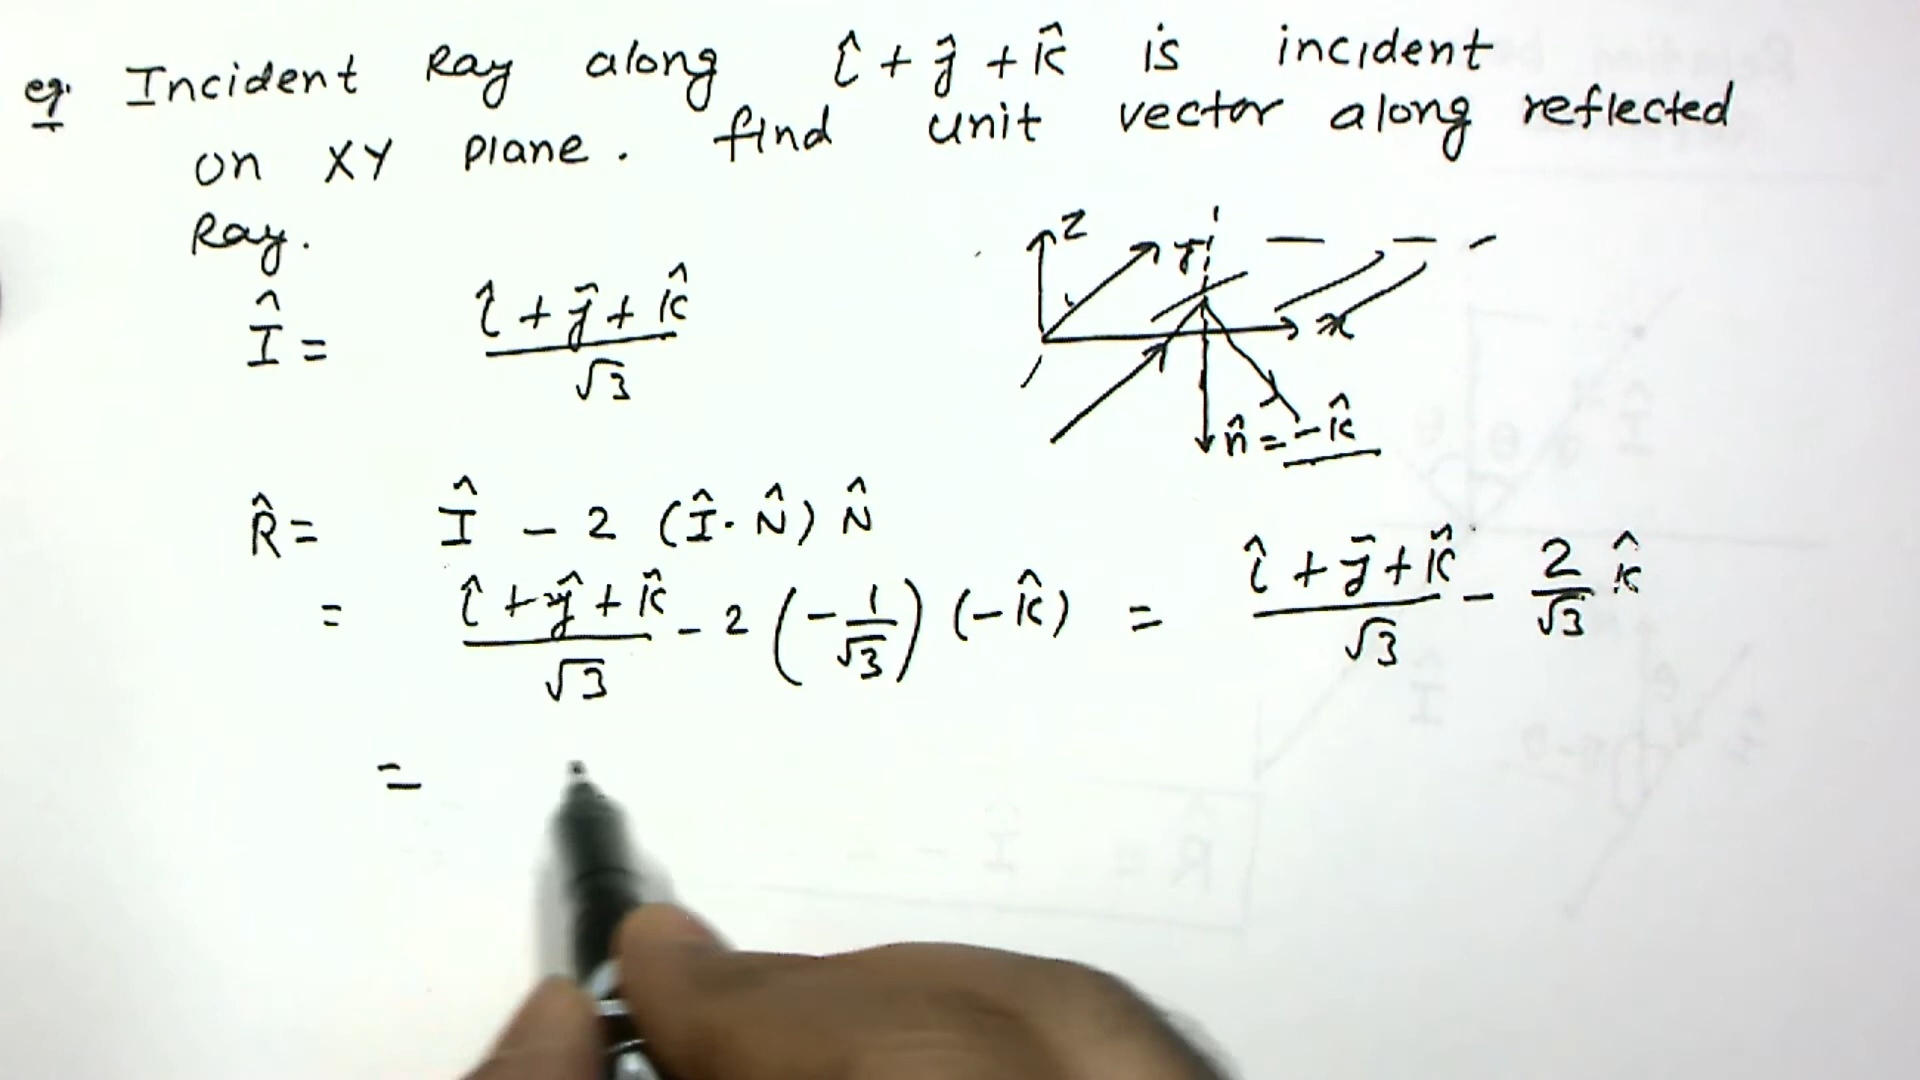 eg. Incident Ray along î + ĵ + k̂ is incident
on XY plane. find unit vector along reflected
Ray.
z
y
x
n̂ = -k̂
Î = (î + ĵ + k̂)/√3
R̂ = Î - 2 (Î · N̂) N̂
= (î + ĵ + k̂)/√3 - 2 (-1/√3) (-k̂) = (î + ĵ + k̂)/√3 - 2/√3 k̂
=